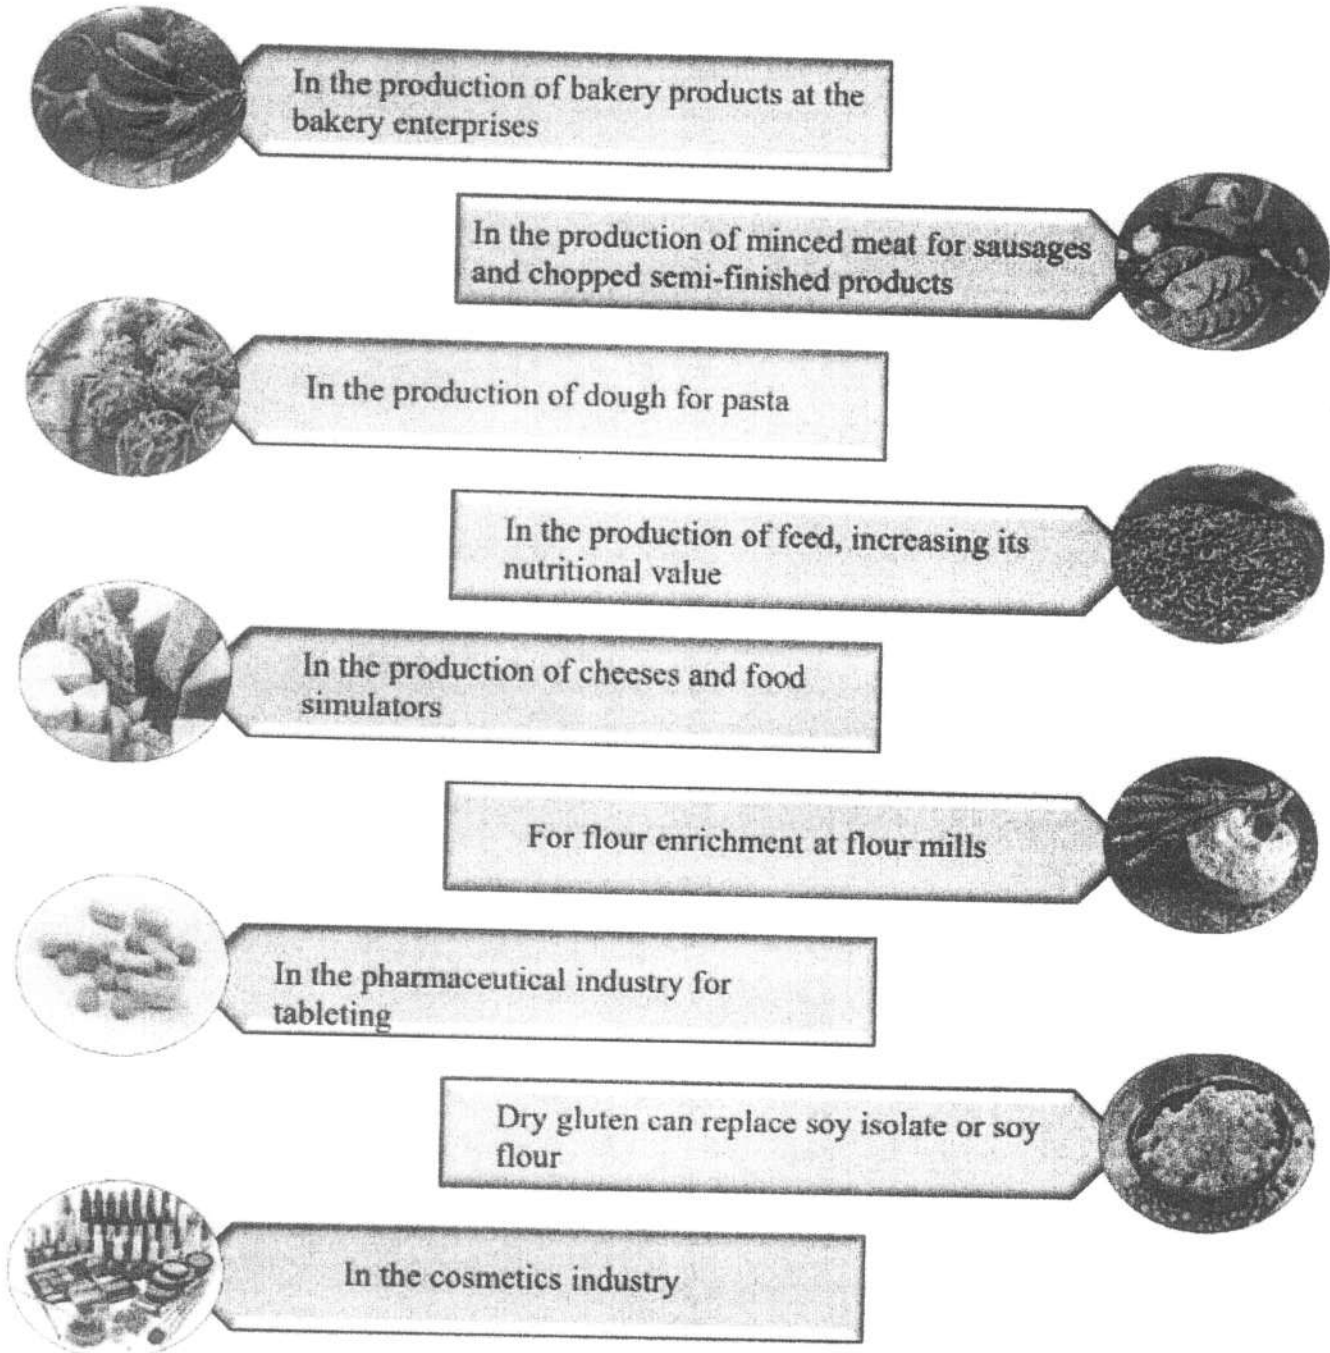 In the production of bakery products at the
bakery enterprises
In the production of minced meat for sausages
and chopped semi-finished products
In the production of dough for pasta
In the production of feed, increasing its
nutritional value
In the production of cheeses and food
simulators
For flour enrichment at flour mills
In the pharmaceutical industry for
tableting
Dry gluten can replace soy isolate or soy
flour
In the cosmetics industry